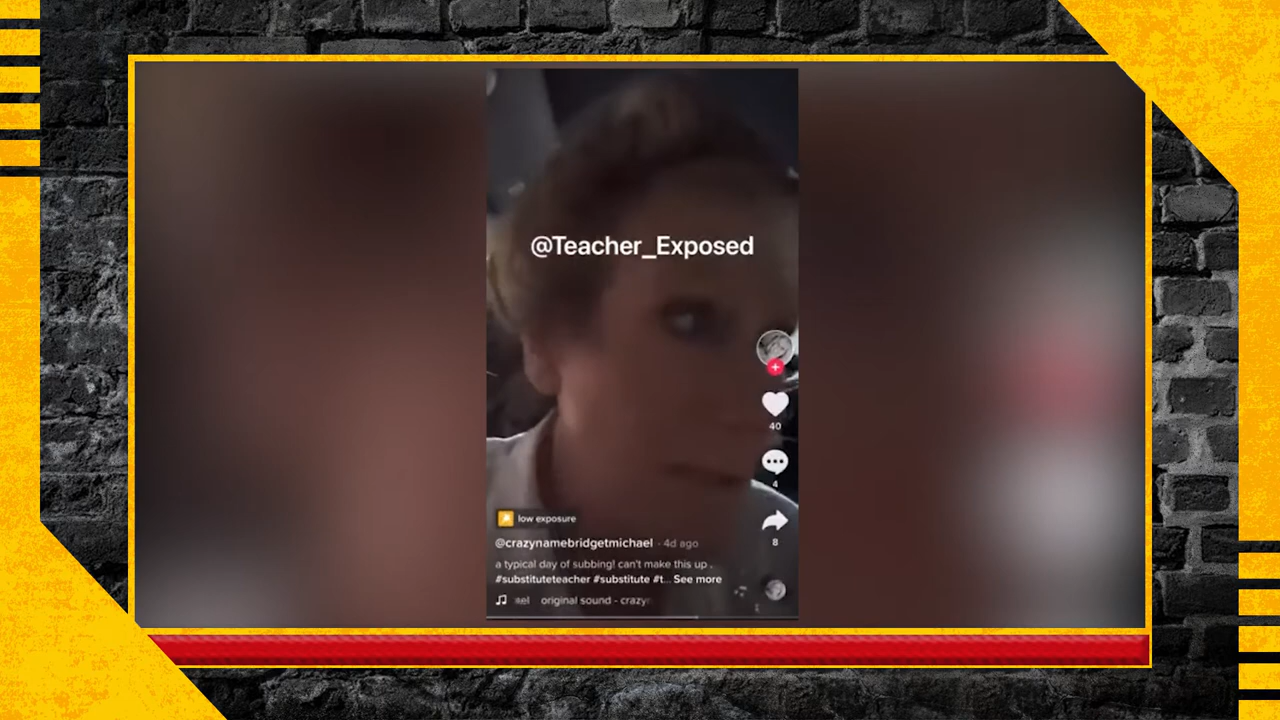 @Teacher_Exposed
40
4
8
low exposure
@crazynamebridgetmichael · 4d ago
a typical day of subbing! can't make this up .
#substituteteacher #substitute #t... See more
original sound - crazy